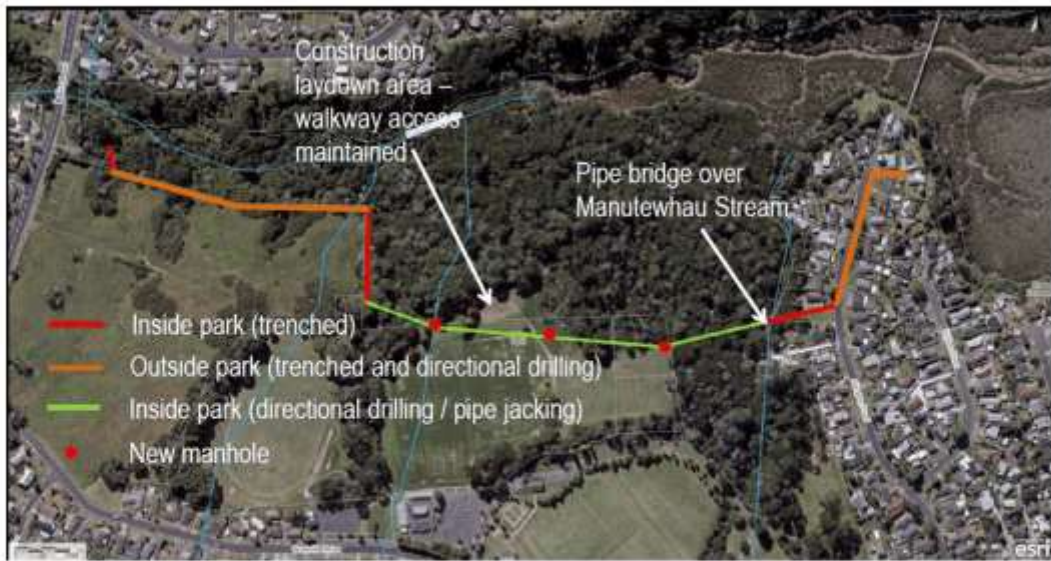 Construction
laydown area –
walkway access
maintained
Pipe bridge over
Manutewhau Stream
Inside park (trenched)
Outside park (trenched and directional drilling)
Inside park (directional drilling / pipe jacking)
New manhole
esri